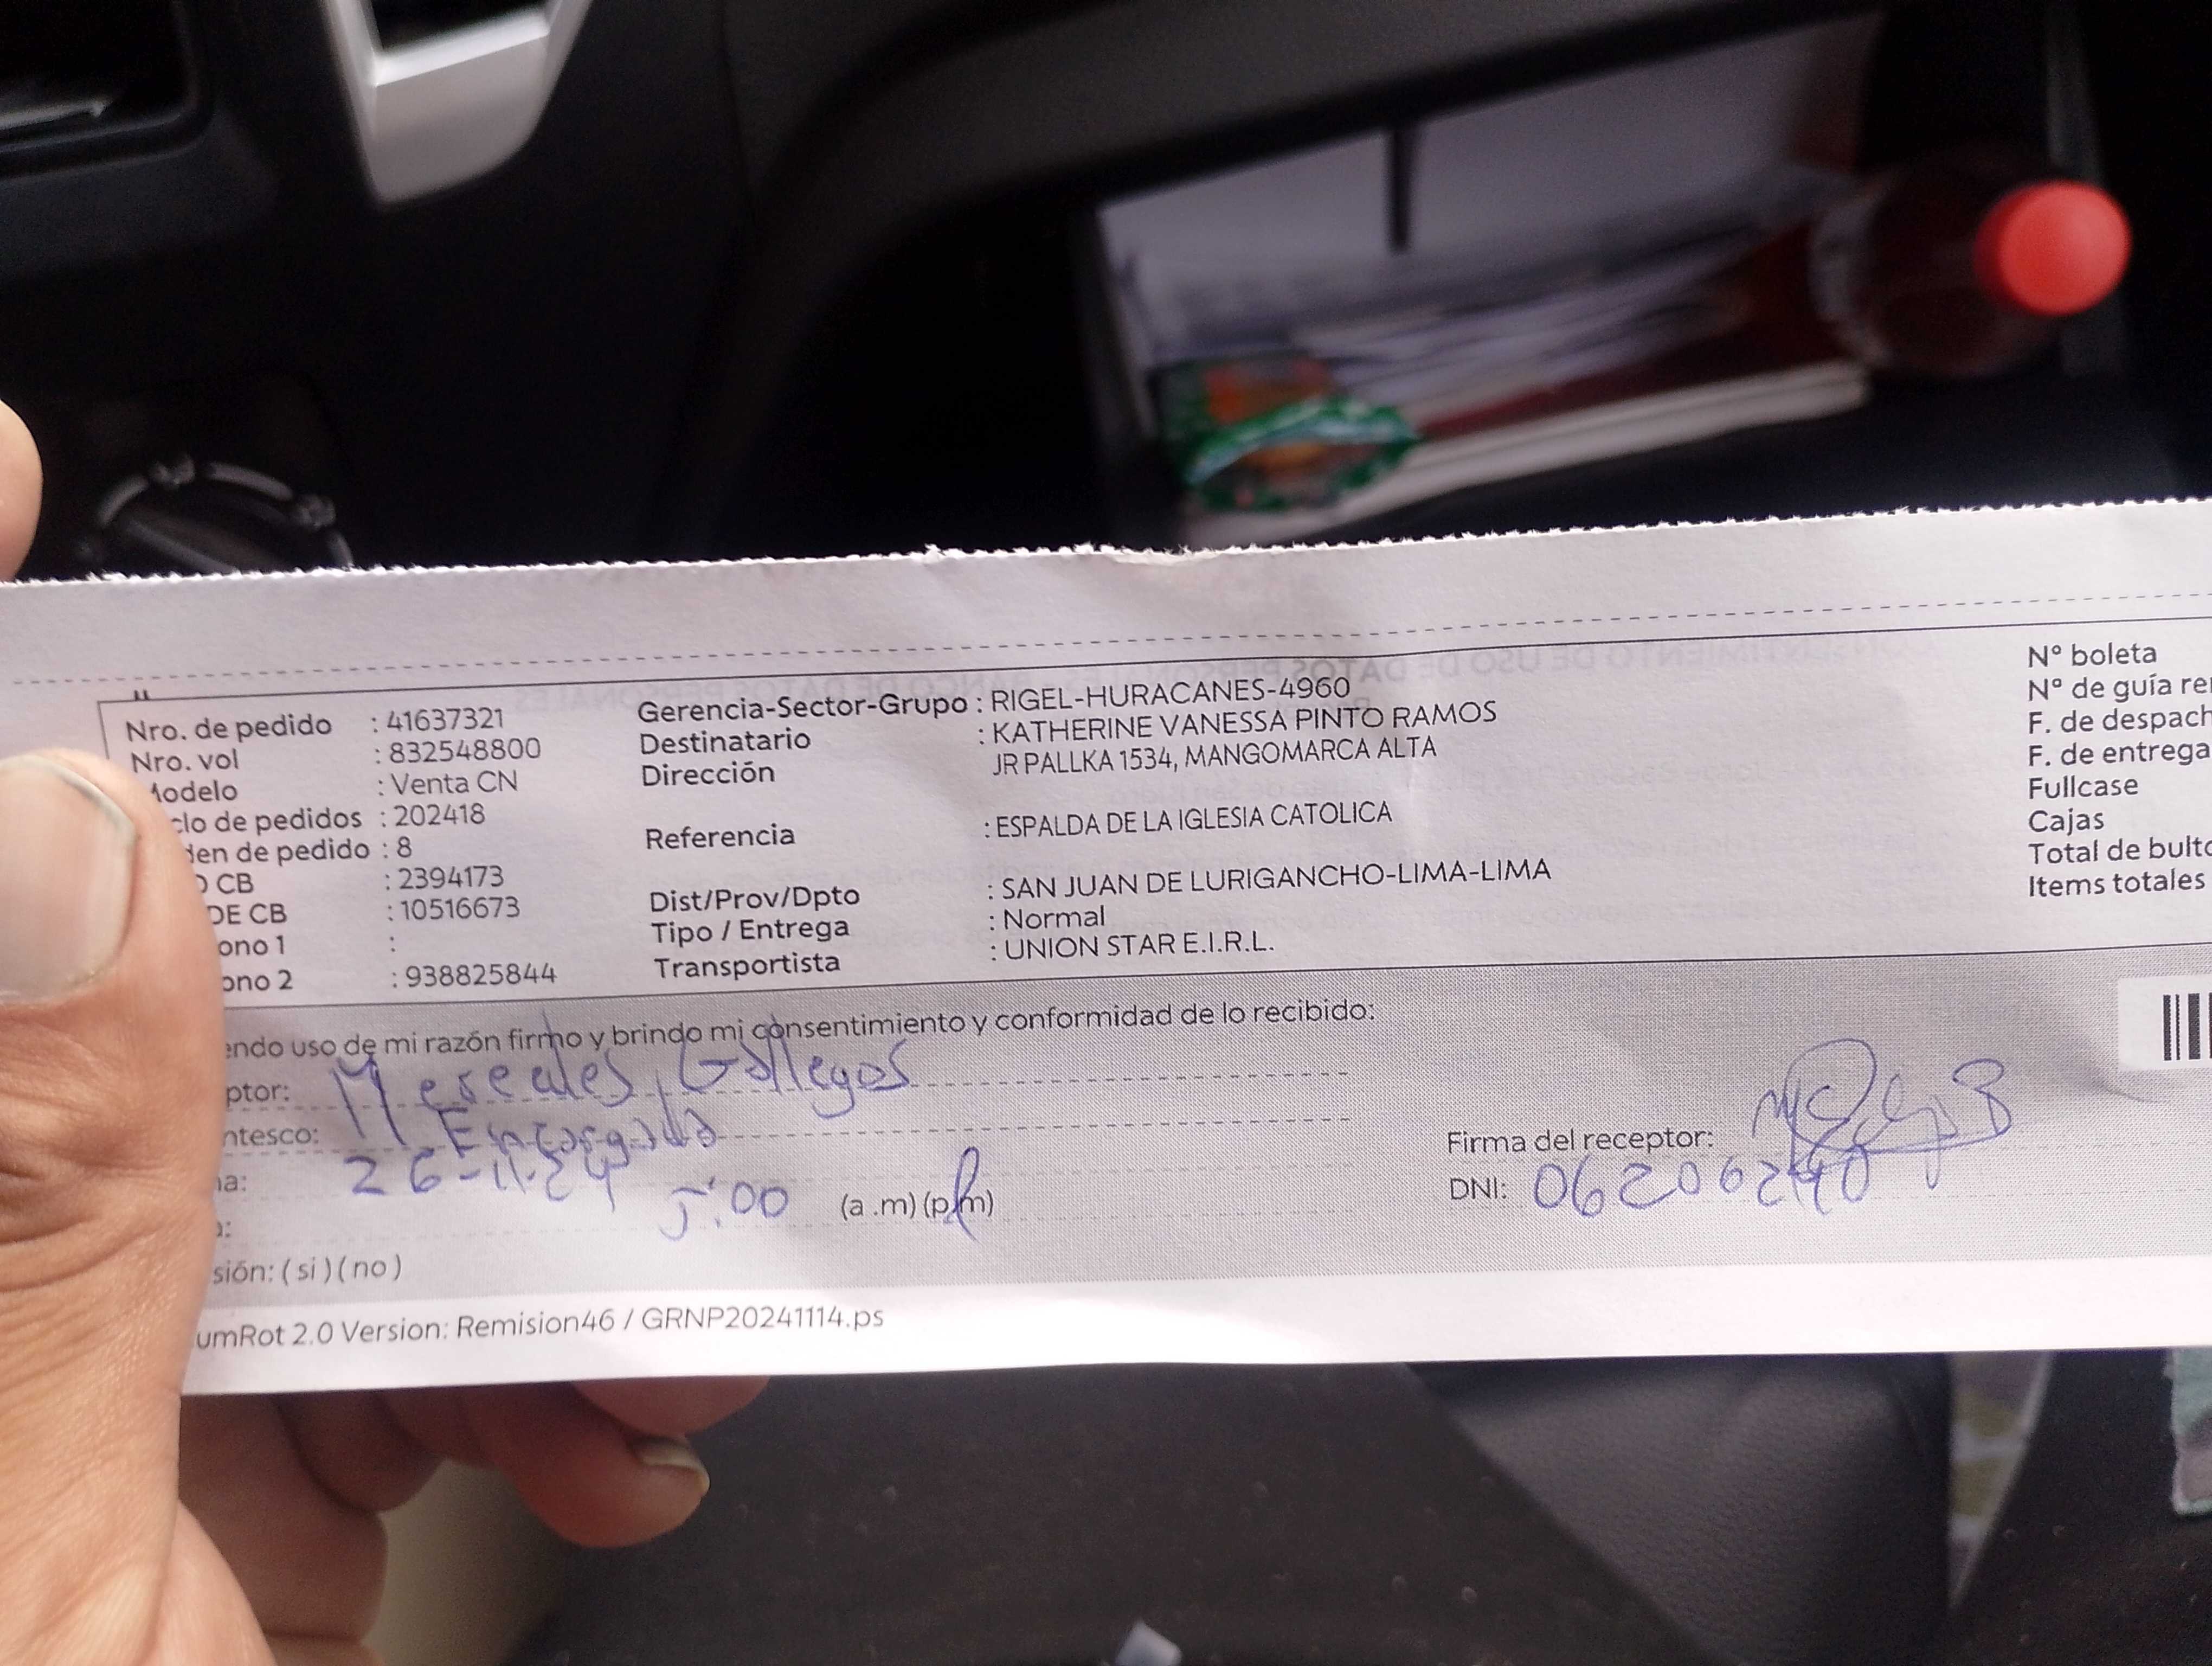 Nro. de pedido : 41637321
Nro. vol : 832548800
Modelo : Venta CN
clo de pedidos : 202418
den de pedido : 8
O CB : 2394173
DE CB : 10516673
ono 1 :
ono 2 : 938825844
Gerencia-Sector-Grupo : RIGEL-HURACANES-4960
Destinatario : KATHERINE VANESSA PINTO RAMOS
Dirección JR PALLKA 1534, MANGOMARCA ALTA
Referencia : ESPALDA DE LA IGLESIA CATOLICA
Dist/Prov/Dpto : SAN JUAN DE LURIGANCHO-LIMA-LIMA
Tipo / Entrega : Normal
Transportista : UNION STAR E.I.R.L.
N° boleta
N° de guía re
F. de despach
F. de entrega
Fullcase
Cajas
Total de bulto
Items totales
endo uso de mi razón firmo y brindo mi consentimiento y conformidad de lo recibido:
ptor: Gallegos
ntesco: Encargado
na: 26-11-24
a: 5:00 (a.m) (p.m)
sión: ( si ) ( no )
Firma del receptor:
DNI: 06206240
umRot 2.0 Version: Remision46 / GRNP20241114.ps